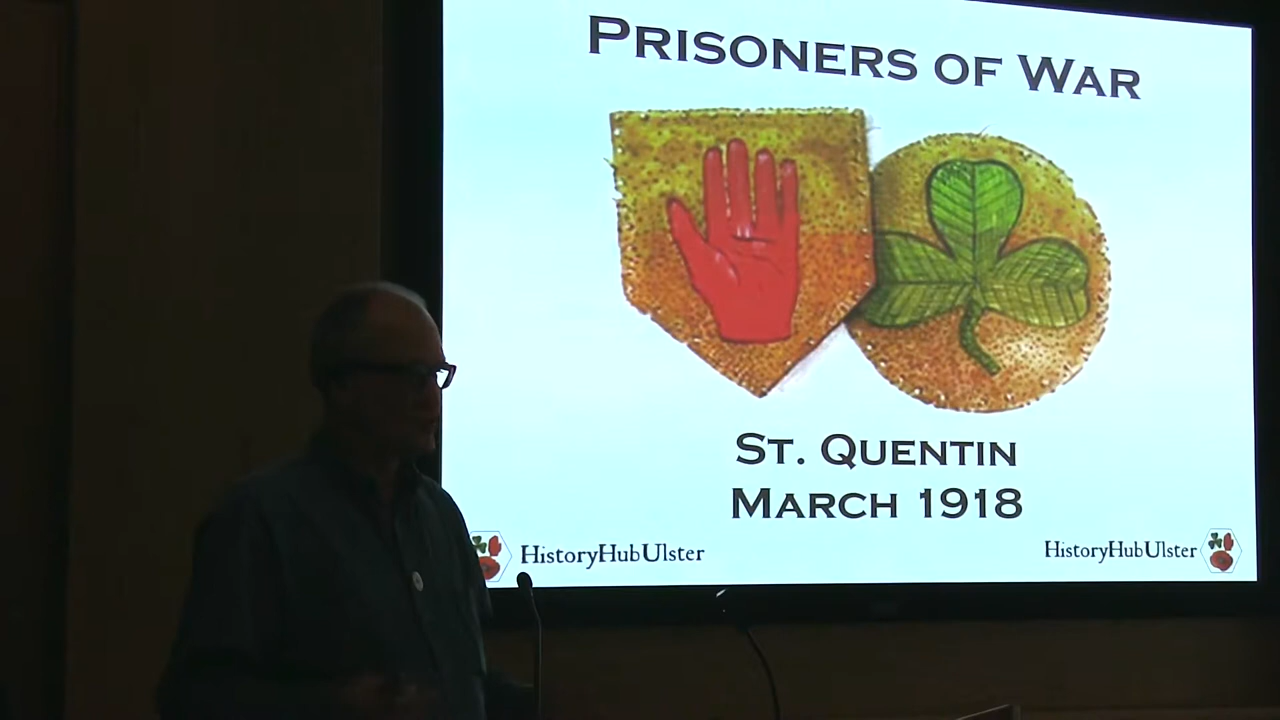 PRISONERS OF WAR
ST. QUENTIN
MARCH 1918
HistoryHubUlster
HistoryHubUlster